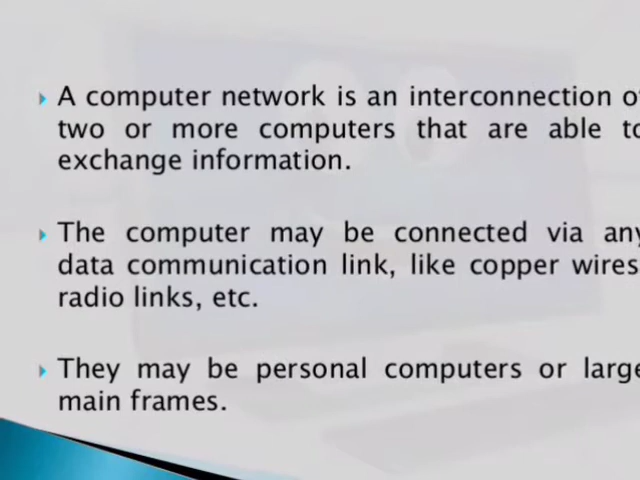 A computer network is an interconnection of
two or more computers that are able to
exchange information.
The computer may be connected via any
data communication link, like copper wires
radio links, etc.
They may be personal computers or large
main frames.